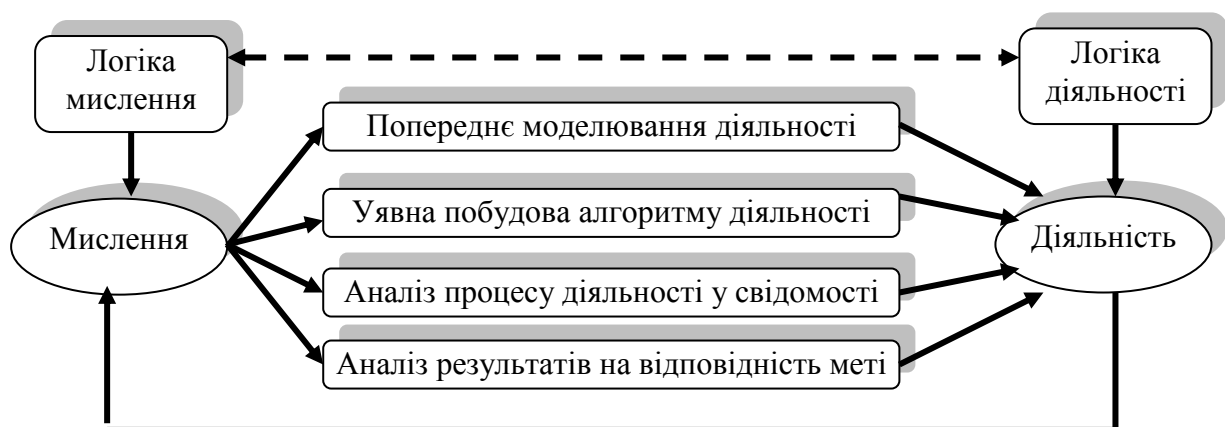 Логіка
мислення
Логіка
діяльності
Попереднє моделювання діяльності
Уявна побудова алгоритму діяльності
Мислення
Діяльність
Аналіз процесу діяльності у свідомості
Аналіз результатів на відповідність меті